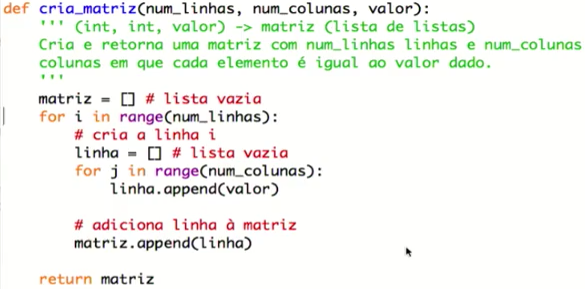 def cria_matriz(num_linhas, num_colunas, valor):
    ''' (int, int, valor) -> matriz (lista de listas)
    Cria e retorna uma matriz com num_linhas linhas e num_colunas
    colunas em que cada elemento é igual ao valor dado.
    '''
    matriz = [] # lista vazia
    for i in range(num_linhas):
        # cria a linha i
        linha = [] # lista vazia
        for j in range(num_colunas):
            linha.append(valor)

        # adiciona linha à matriz
        matriz.append(linha)

    return matriz